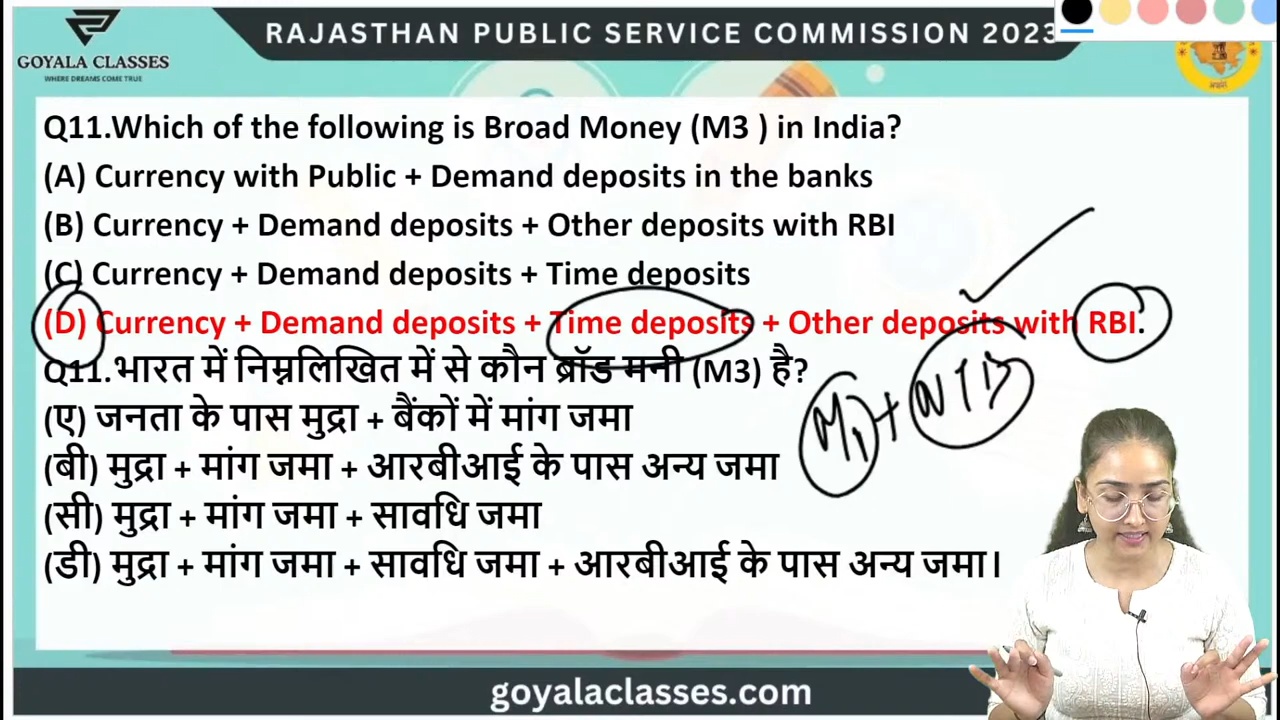 RAJASTHAN PUBLIC SERVICE COMMISSION 2023
GOYALA CLASSES
WHERE DREAMS COME TRUE
Q11.Which of the following is Broad Money (M3 ) in India?
(A) Currency with Public + Demand deposits in the banks
(B) Currency + Demand deposits + Other deposits with RBI
(C) Currency + Demand deposits + Time deposits
(D) Currency + Demand deposits + Time deposits + Other deposits with RBI.
Q11.भारत में निम्नलिखित में से कौन ब्रॉड मनी (M3) है?
M1 + NTD
(ए) जनता के पास मुद्रा + बैंकों में मांग जमा
(बी) मुद्रा + मांग जमा + आरबीआई के पास अन्य जमा
(सी) मुद्रा + मांग जमा + सावधि जमा
(डी) मुद्रा + मांग जमा + सावधि जमा + आरबीआई के पास अन्य जमा।
goyalaclasses.com